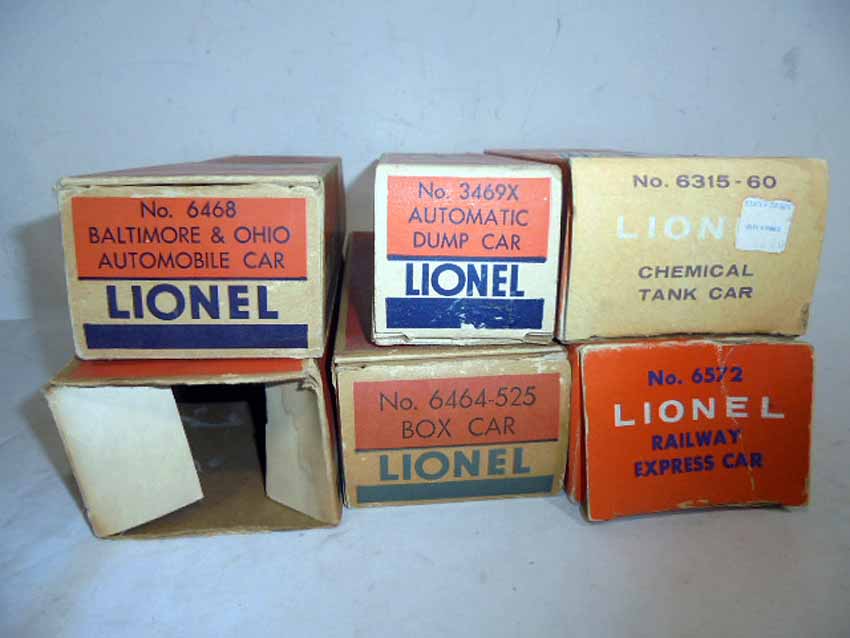 No. 6468
BALTIMORE & OHIO
AUTOMOBILE CAR
LIONEL
No. 3469X
AUTOMATIC
DUMP CAR
LIONEL
No. 6315-60
CHEMICAL
TANK CAR
No. 6464-525
BOX CAR
LIONEL
No. 6572
LIONEL
RAILWAY
EXPRESS CAR